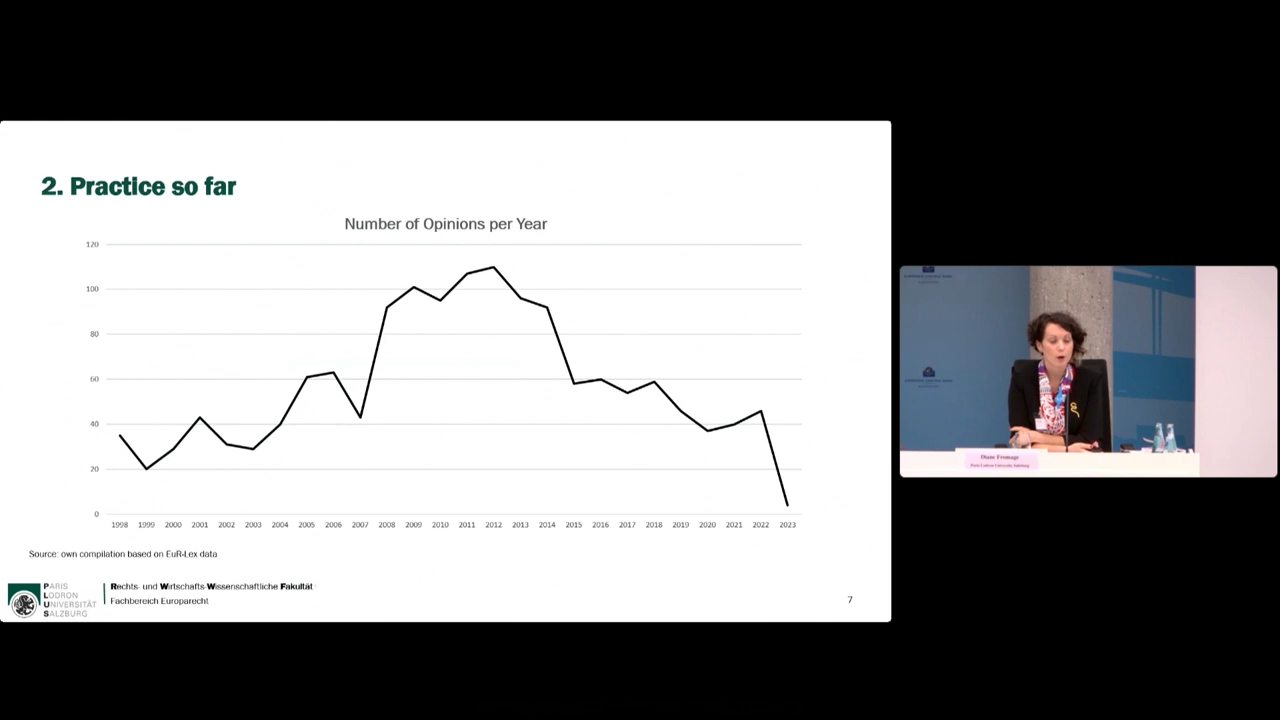 2. Practice so far
Number of Opinions per Year
120
100
80
60
40
20
0
1998 1999 2000 2001 2002 2003 2004 2005 2006 2007 2008 2009 2010 2011 2012 2013 2014 2015 2016 2017 2018 2019 2020 2021 2022 2023
Source: own compilation based on EuR-Lex data
PARIS
LODRON
UNIVERSITÄT
SALZBURG
Rechts- und Wirtschafts-Wissenschaftliche Fakultät
Fachbereich Europarecht
7
Diane Fromage
Paris Lodron University Salzburg